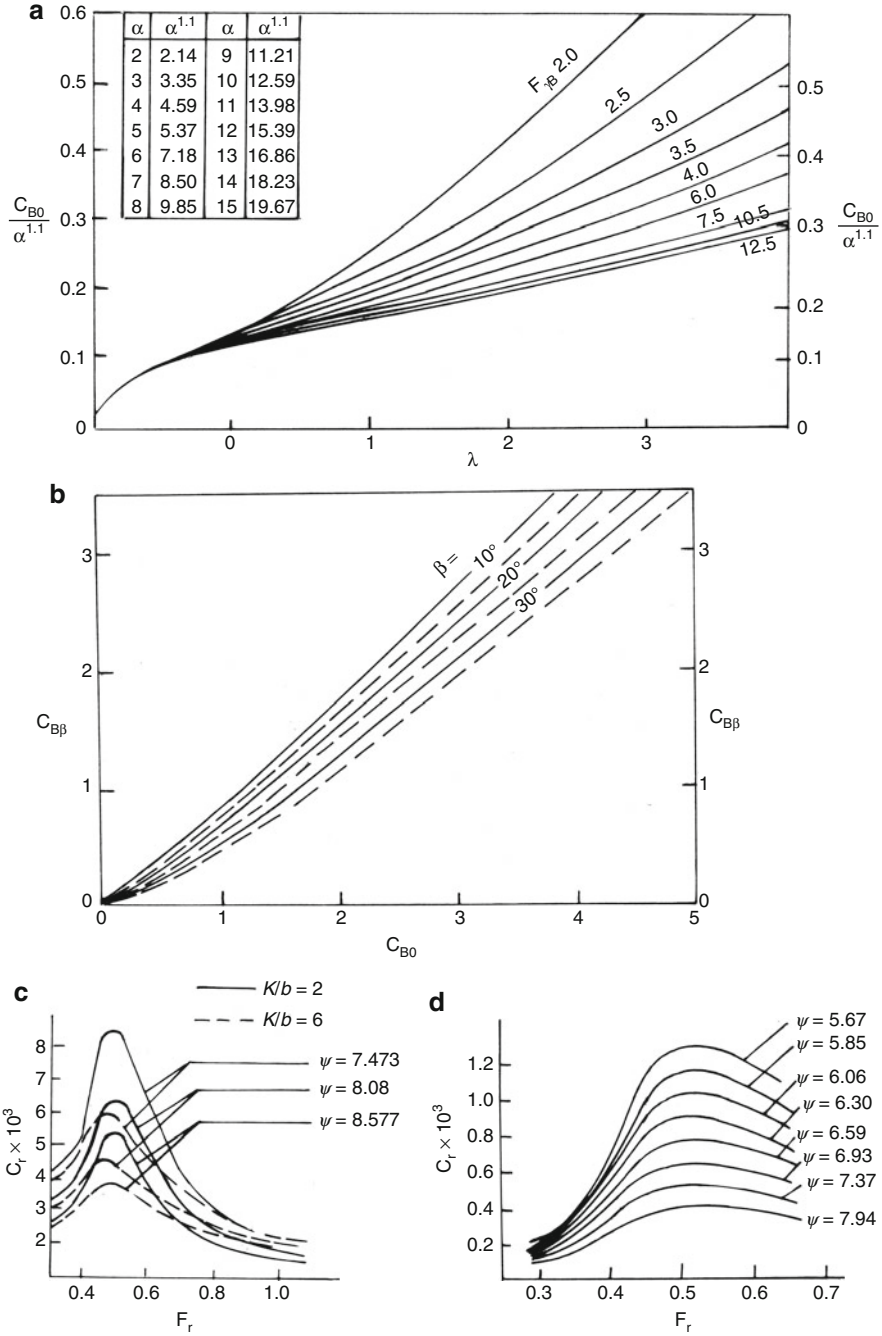 a
α α^1.1 α α^1.1
2 2.14 9 11.21
3 3.35 10 12.59
4 4.59 11 13.98
5 5.37 12 15.39
6 7.18 13 16.86
7 8.50 14 18.23
8 9.85 15 19.67
0.6
0.5
0.4
0.3
0.2
0.1
0
C_B0
α^1.1
F_γB 2.0
2.5
3.0
3.5
4.0
6.0
7.5
10.5
12.5
0.5
0.4
0.3
0.2
0.1
0
C_B0
α^1.1
0 1 2 3
λ
b
3
2
1
0
C_Bβ
β = 10°
20°
30°
3
2
1
0
C_Bβ
0 1 2 3 4 5
C_B0
c
K/b = 2
K/b = 6
8
7
6
5
4
3
2
C_r × 10^3
ψ = 7.473
ψ = 8.08
ψ = 8.577
0.4 0.6 0.8 1.0
F_r
d
1.2
1.0
0.8
0.6
0.4
0.2
C_r × 10^3
ψ = 5.67
ψ = 5.85
ψ = 6.06
ψ = 6.30
ψ = 6.59
ψ = 6.93
ψ = 7.37
ψ = 7.94
0.3 0.4 0.5 0.6 0.7
F_r